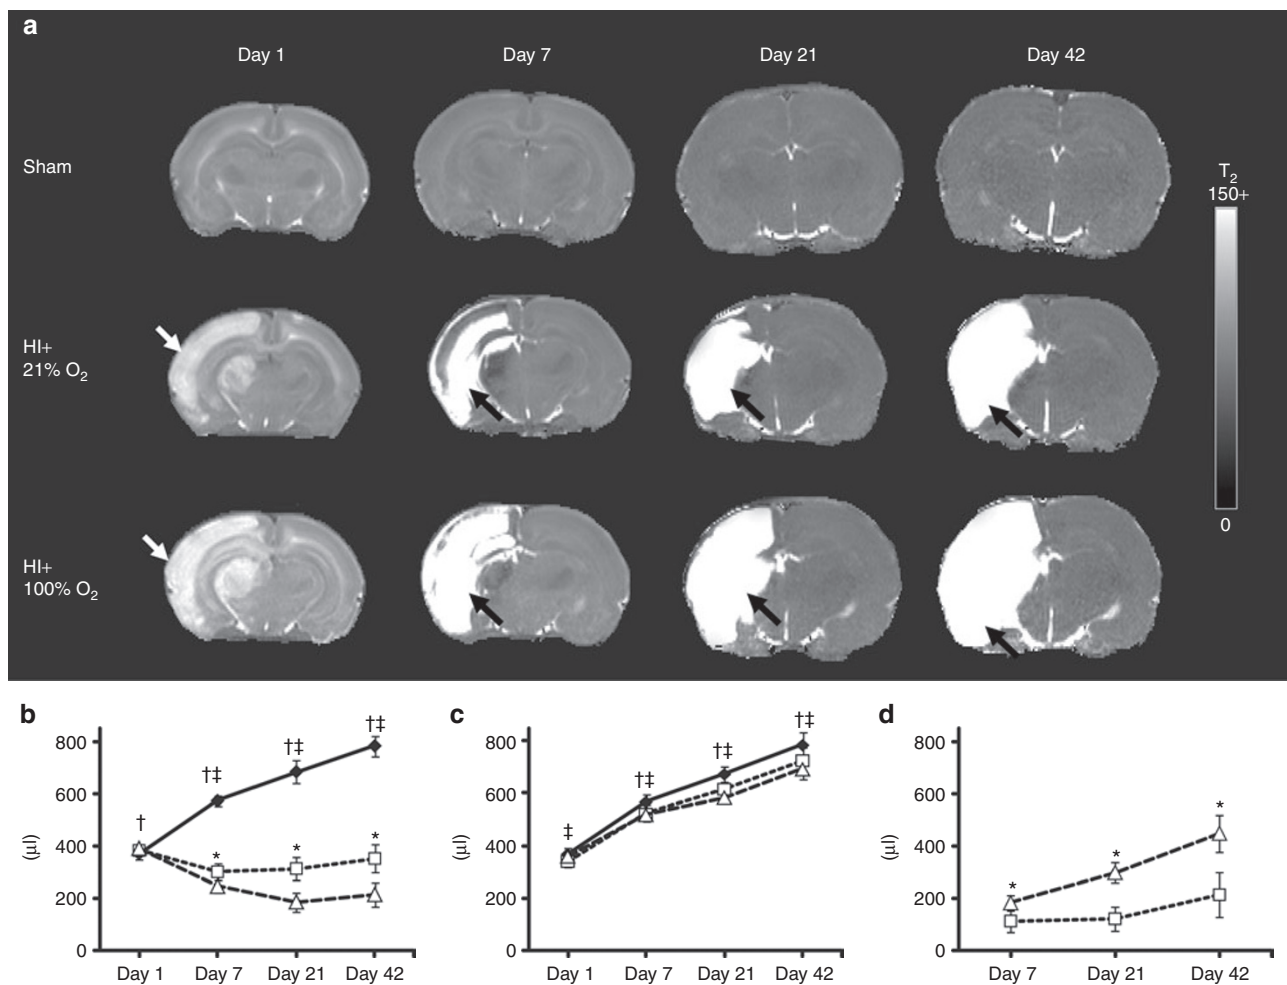 a
Day 1 Day 7 Day 21 Day 42
Sham
T₂
150+
HI+
21% O₂
0
HI+
100% O₂
b c d
†‡ †‡ †‡ †
* * *
800
600
400
200
0
(µl)
Day 1 Day 7 Day 21 Day 42
†‡ †‡ †‡ ‡
800
600
400
200
0
(µl)
Day 1 Day 7 Day 21 Day 42
* * *
800
600
400
200
0
(µl)
Day 7 Day 21 Day 42